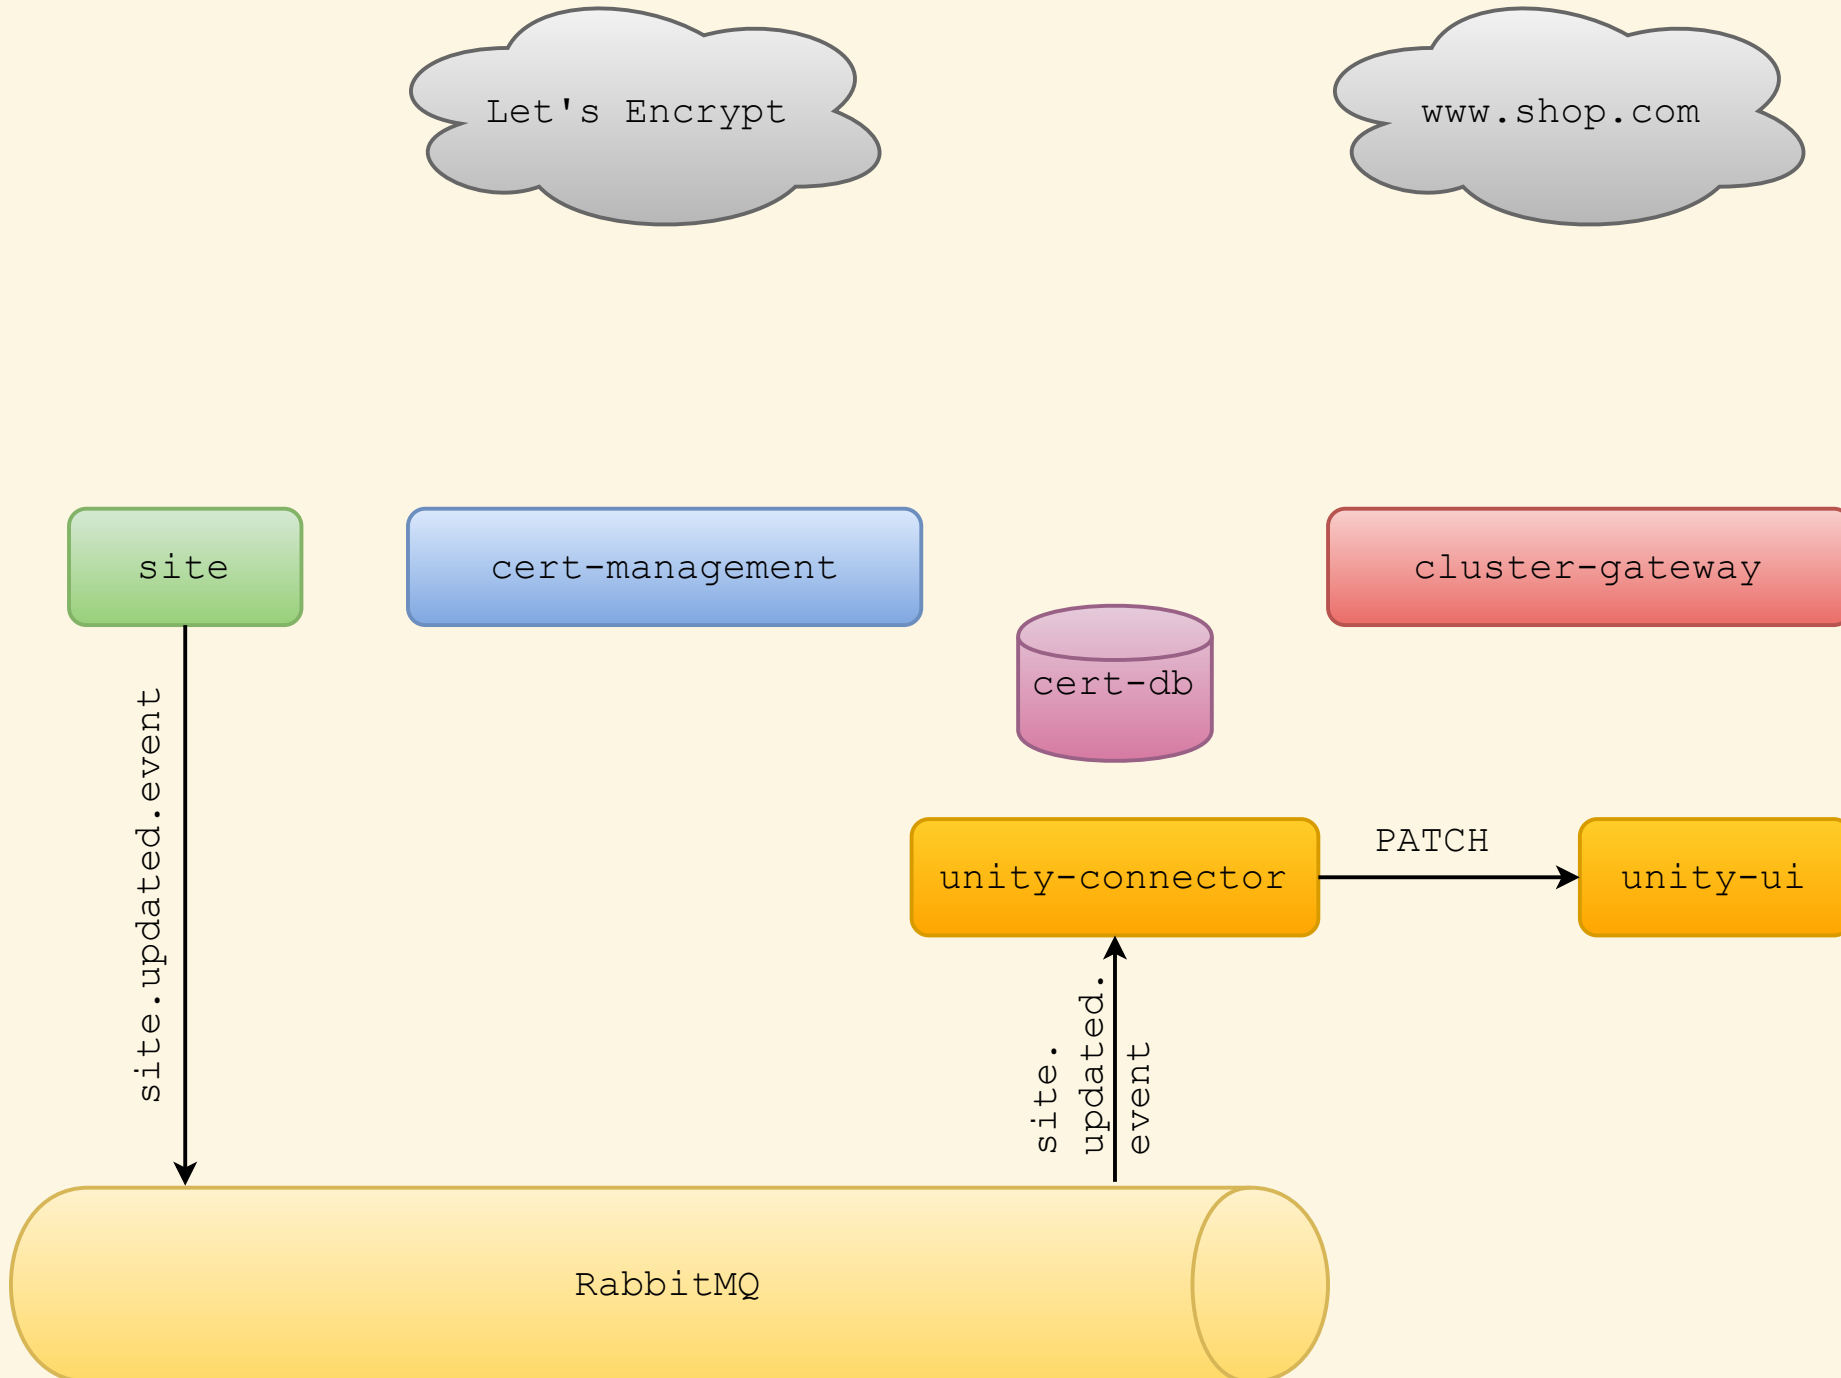 Let's Encrypt
www.shop.com
site
cert-management
cluster-gateway
cert-db
site.updated.event
unity-connector
PATCH
unity-ui
site.
updated.
event
RabbitMQ